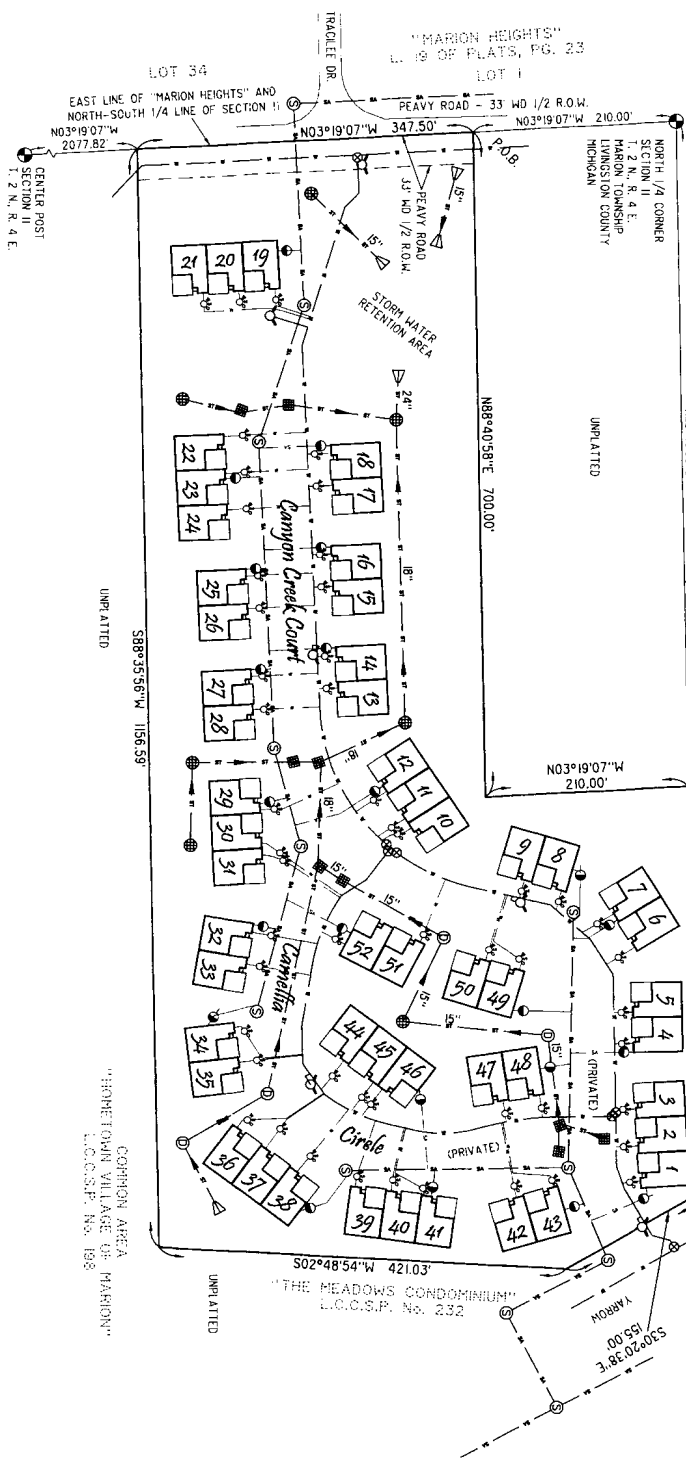 "MARION HEIGHTS"
L. 19 OF PLATS, PG. 23
LOT 1
LOT 34
TRACILEE DR.
EAST LINE OF "MARION HEIGHTS" AND
NORTH-SOUTH 1/4 LINE OF SECTION 11
PEAVY ROAD - 33' WD 1/2 R.O.W.
N03°19'07"W
2077.82'
N03°19'07"W 347.50'
N03°19'07"W 210.00'
P.O.B.
NORTH 1/4 CORNER
SECTION 11
T. 2 N., R. 4 E.
MARION TOWNSHIP
LIVINGSTON COUNTY
MICHIGAN
CENTER POST
SECTION 11
T. 2 N., R. 4 E.
PEAVY ROAD
33' WD 1/2 R.O.W.
15"
15"
STORM WATER
RETENTION AREA
21 20 19
24"
UNPLATTED
N88°40'58"E 700.00'
22
23
24
18
17
18"
Canyon Creek Court
16
15
25
26
14
13
27
28
UNPLATTED
S88°35'56"W 1156.59'
18"
18"
12
11
10
N03°19'07"W
210.00'
29
30
31
15"
15"
9
8
7
6
32
33
52
51
50
49
5
4
Camellia
15"
15"
15"
34
35
44
45
46
47
48
(PRIVATE)
3
2
1
36
37
38
Circle
(PRIVATE)
39
40
41
42
43
COMMON AREA
"HOMETOWN VILLAGE OF MARION"
L.C.C.S.P. No. 198
UNPLATTED
S02°48'54"W 421.03'
"THE MEADOWS CONDOMINIUM"
L.C.C.S.P. No. 232
YARROW
S30°20'38"E
155.00'